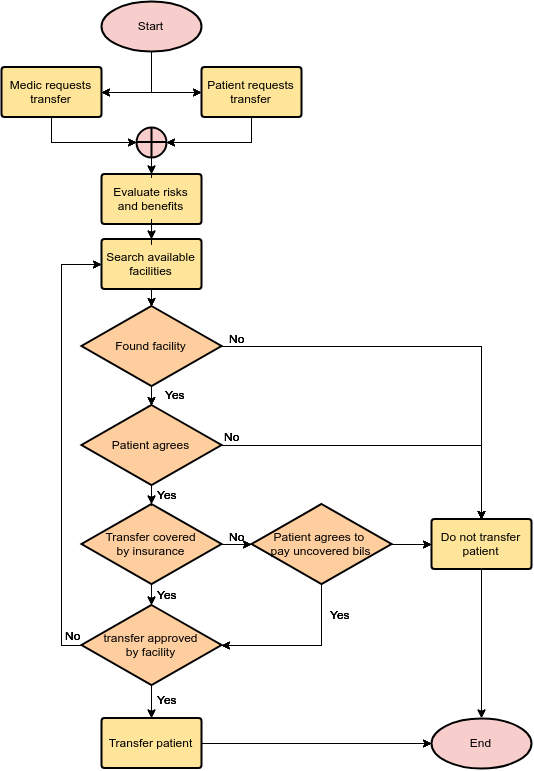 Start
Medic requests
transfer
Patient requests
transfer
Evaluate risks
and benefits
Search available
facilities
Found facility
No
Yes
Patient agrees
No
Yes
Transfer covered
by insurance
No
Patient agrees to
pay uncovered bils
Do not transfer
patient
Yes
Yes
No
transfer approved
by facility
Yes
Transfer patient
End